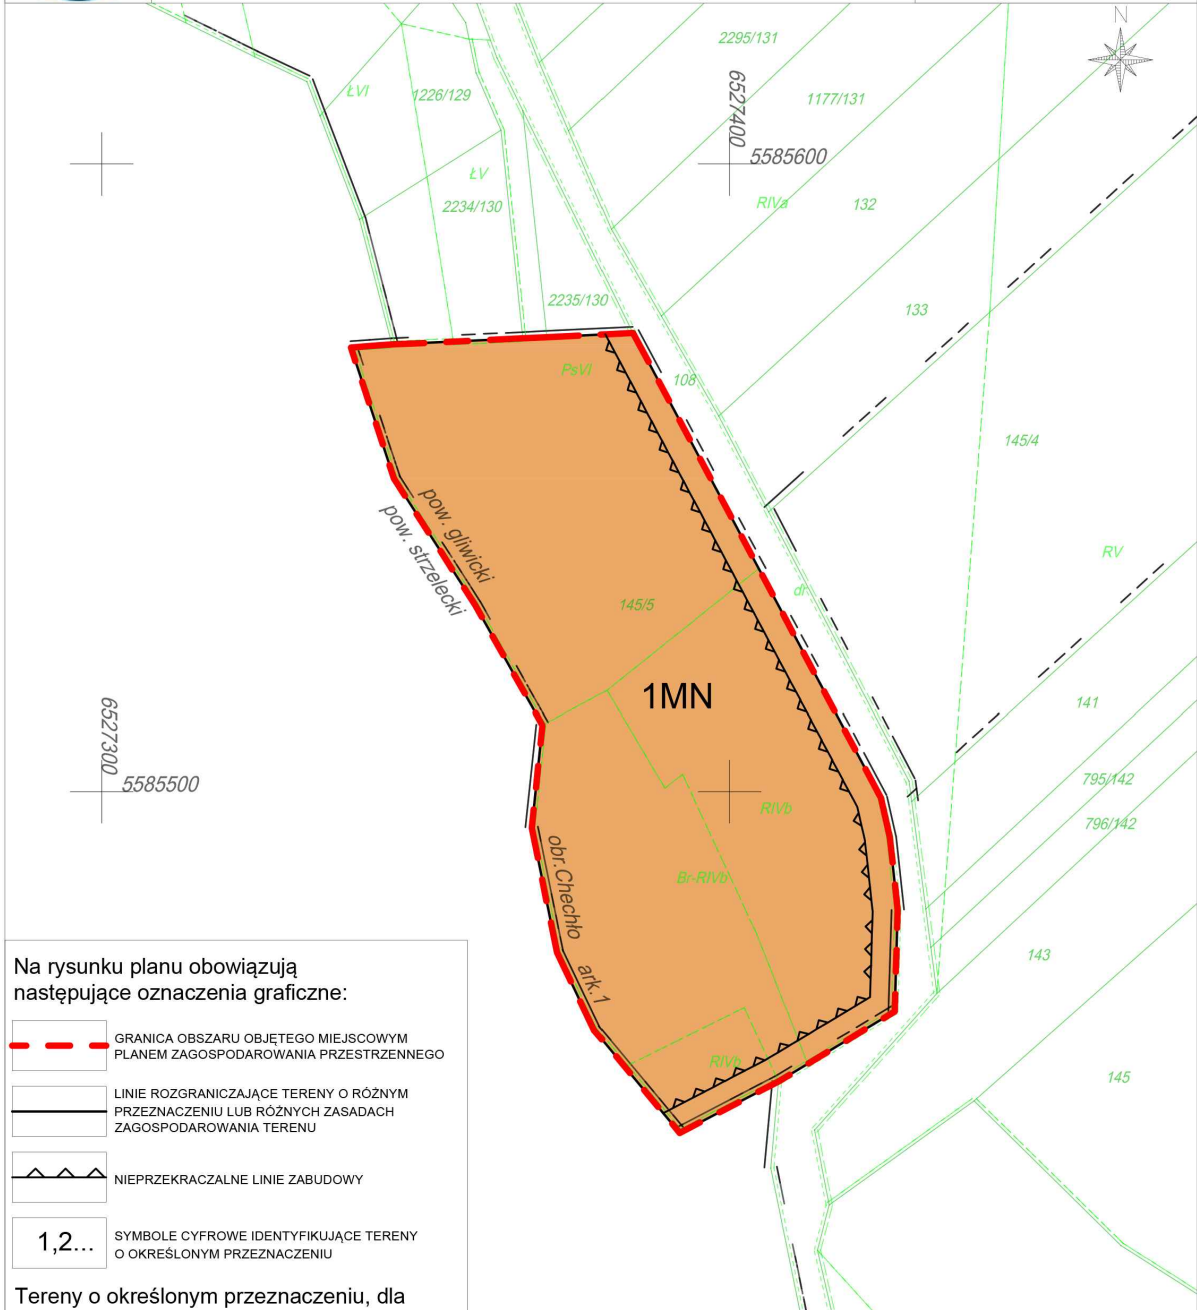 N
2295/131
6527400
ŁVI
1226/129
1177/131
5585600
ŁV
2234/130
RIVa
132
2235/130
133
PsVI
108
145/4
pow. gliwicki
pow. strzelecki
RV
dr
145/5
1MN
6527300
5585500
141
795/142
RIVb
796/142
obr.Chechło
Br-RIVb
ark.1
143
RIVb
145
Na rysunku planu obowiązują
następujące oznaczenia graficzne:
GRANICA OBSZARU OBJĘTEGO MIEJSCOWYM
PLANEM ZAGOSPODAROWANIA PRZESTRZENNEGO
LINIE ROZGRANICZAJĄCE TERENY O RÓŻNYM
PRZEZNACZENIU LUB RÓŻNYCH ZASADACH
ZAGOSPODAROWANIA TERENU
NIEPRZEKRACZALNE LINIE ZABUDOWY
1,2...
SYMBOLE CYFROWE IDENTYFIKUJĄCE TERENY
O OKREŚLONYM PRZEZNACZENIU
Tereny o określonym przeznaczeniu, dla